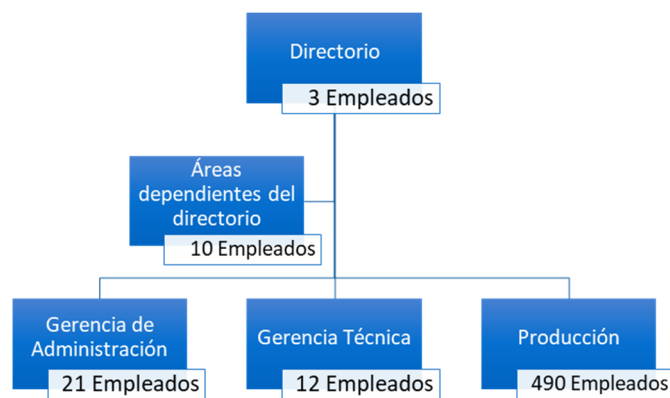 Directorio
3 Empleados
Áreas
dependientes del
directorio
10 Empleados
Gerencia de
Administración
21 Empleados
Gerencia Técnica
12 Empleados
Producción
490 Empleados